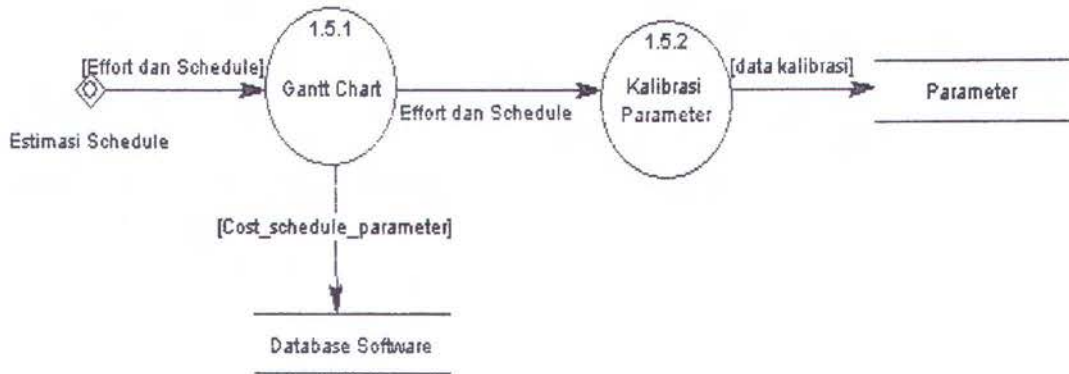 1.5.1
Gantt Chart
[Effort dan Schedule]
Estimasi Schedule
Effort dan Schedule
1.5.2
Kalibrasi
Parameter
[data kalibrasi]
Parameter
[Cost_schedule_parameter]
Database Software